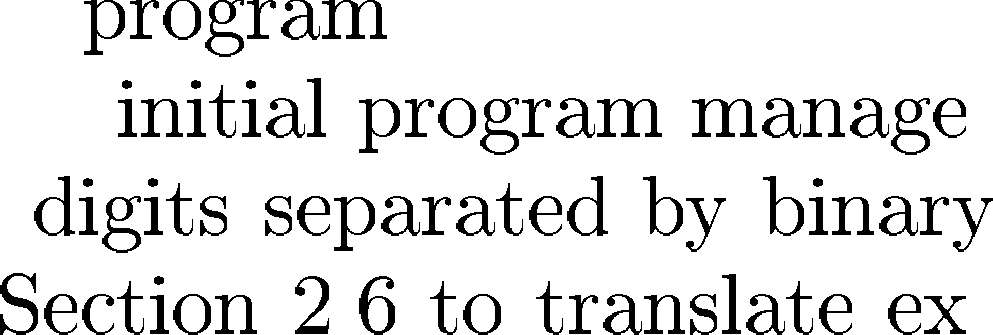 program
initial program manage
digits separated by binary
Section 2 6 to translate ex